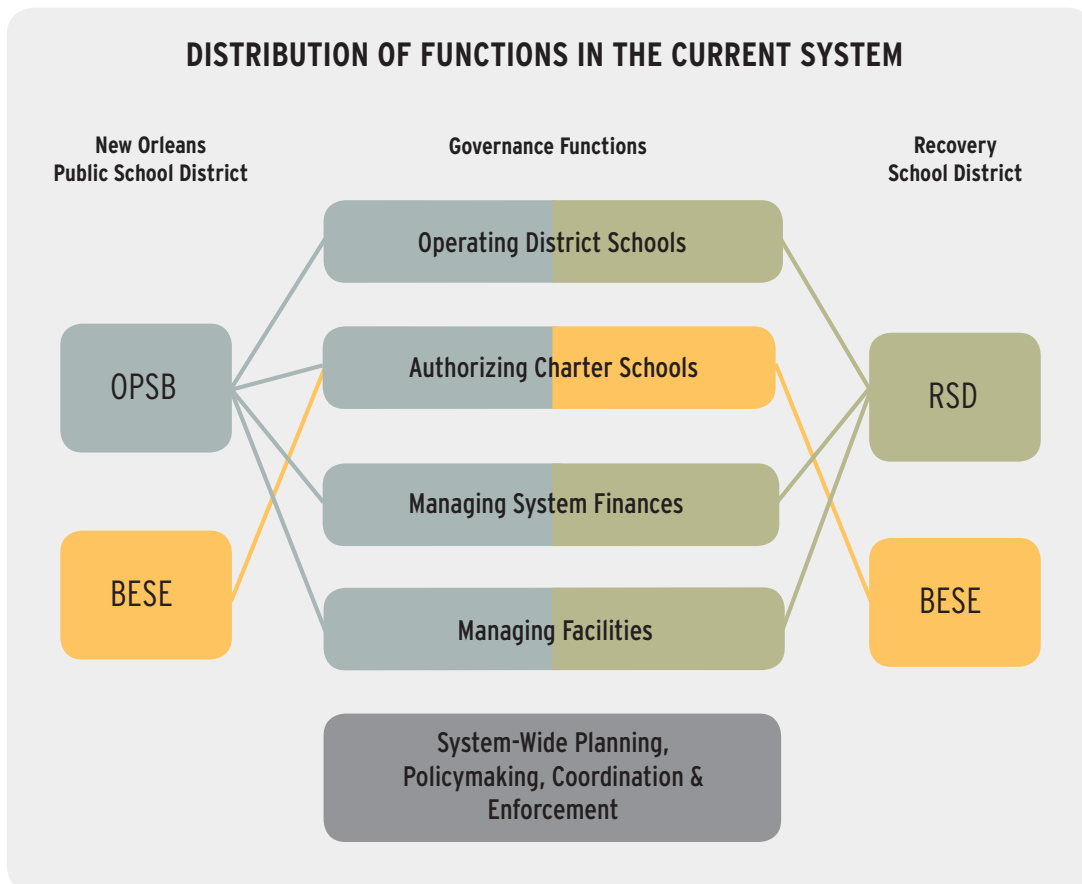 DISTRIBUTION OF FUNCTIONS IN THE CURRENT SYSTEM
New Orleans
Public School District
Governance Functions
Recovery
School District
Operating District Schools
Authorizing Charter Schools
OPSB
RSD
Managing System Finances
BESE
BESE
Managing Facilities
System-Wide Planning,
Policymaking, Coordination &
Enforcement